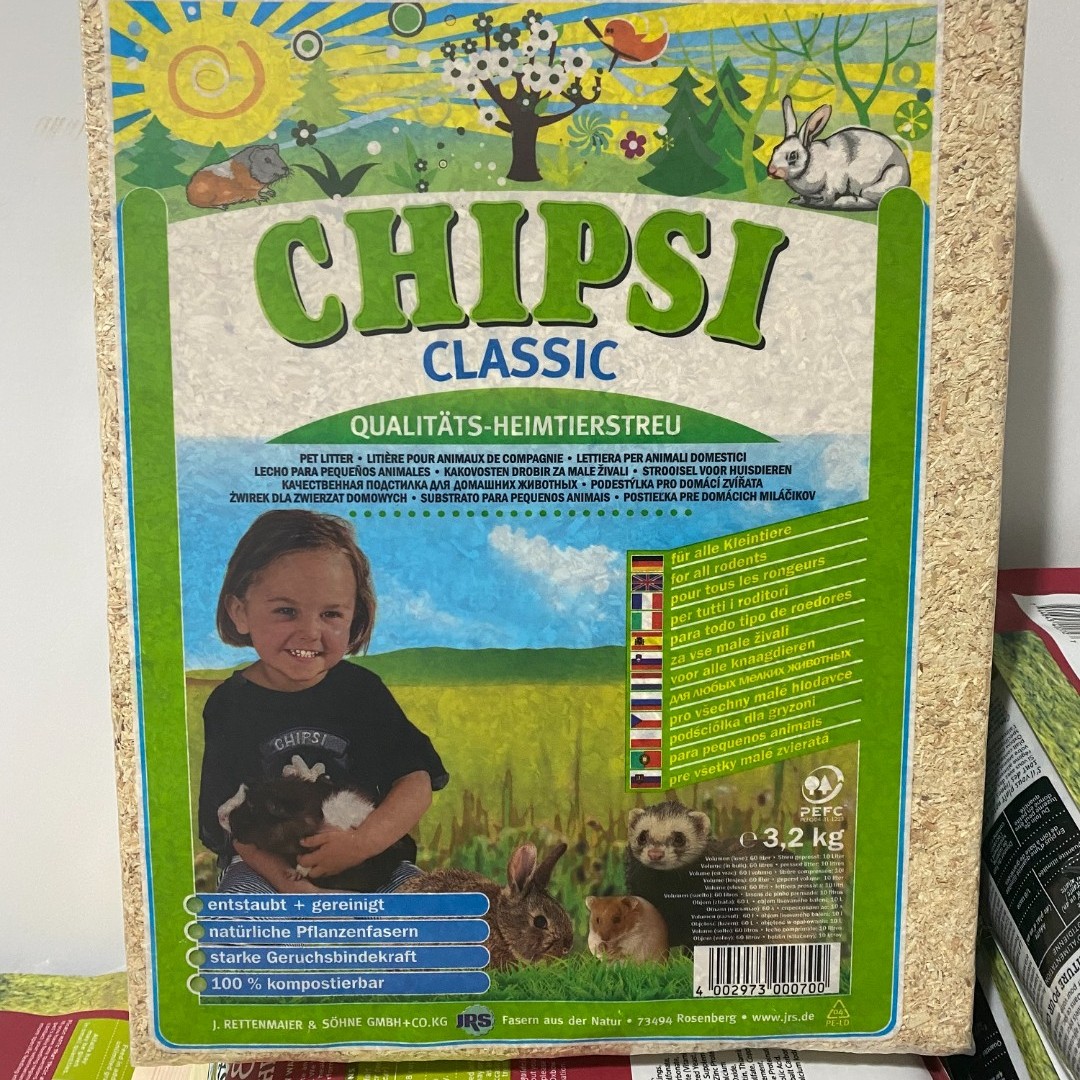 CHIPSI
CLASSIC
QUALITÄTS-HEIMTIERSTREU
PET LITTER • LITIÈRE POUR ANIMAUX DE COMPAGNIE • LETTIERA PER ANIMALI DOMESTICI
LECHO PARA PEQUEÑOS ANIMALES • KAKOVOSTEN DROBIR ZA MALE ŽIVALI • STROOISEL VOOR HUISDIEREN
КАЧЕСТВЕННАЯ ПОДСТИЛКА ДЛЯ ДОМАШНИХ ЖИВОТНЫХ • PODESTÝLKA PRO DOMÁCÍ ZVÍŘATA
ŻWIREK DLA ZWIERZAT DOMOWYCH • SUBSTRATO PARA PEQUENOS ANIMAIS • POSTIEĽKA PRE DOMÁCICH MILÁČIKOV
für alle Kleintiere
for all rodents
pour tous les rongeurs
per tutti i roditori
para todo tipo de roedores
za vse male živali
voor alle knaagdieren
для любых мелких животных
pro všechny malé hlodavce
podsciólka dla gryzoni
para pequenos animais
pre všetky malé zvieratá
CHIPSI
PEFC
e 3,2 kg
entstaubt + gereinigt
natürliche Pflanzenfasern
starke Geruchsbindekraft
100 % kompostierbar
4 002973 000700
J. RETTENMAIER & SÖHNE GMBH+CO.KG JRS Fasern aus der Natur • 73494 Rosenberg • www.jrs.de
04
PE-LD